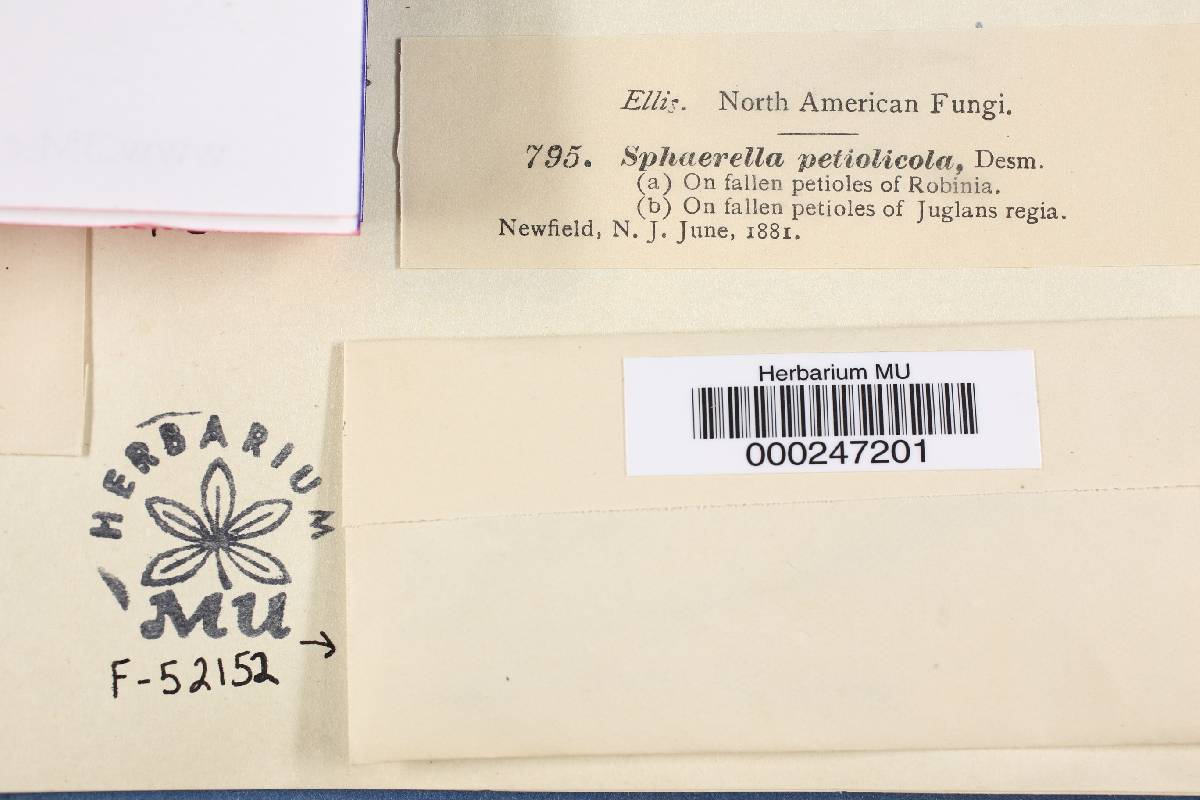 Ellis. North American Fungi.
795. Sphaerella petiolicola, Desm.
(a) On fallen petioles of Robinia.
(b) On fallen petioles of Juglans regia.
Newfield, N. J. June, 1881.
Herbarium MU
000247201
HERBARIUM
MU
F-52152 →